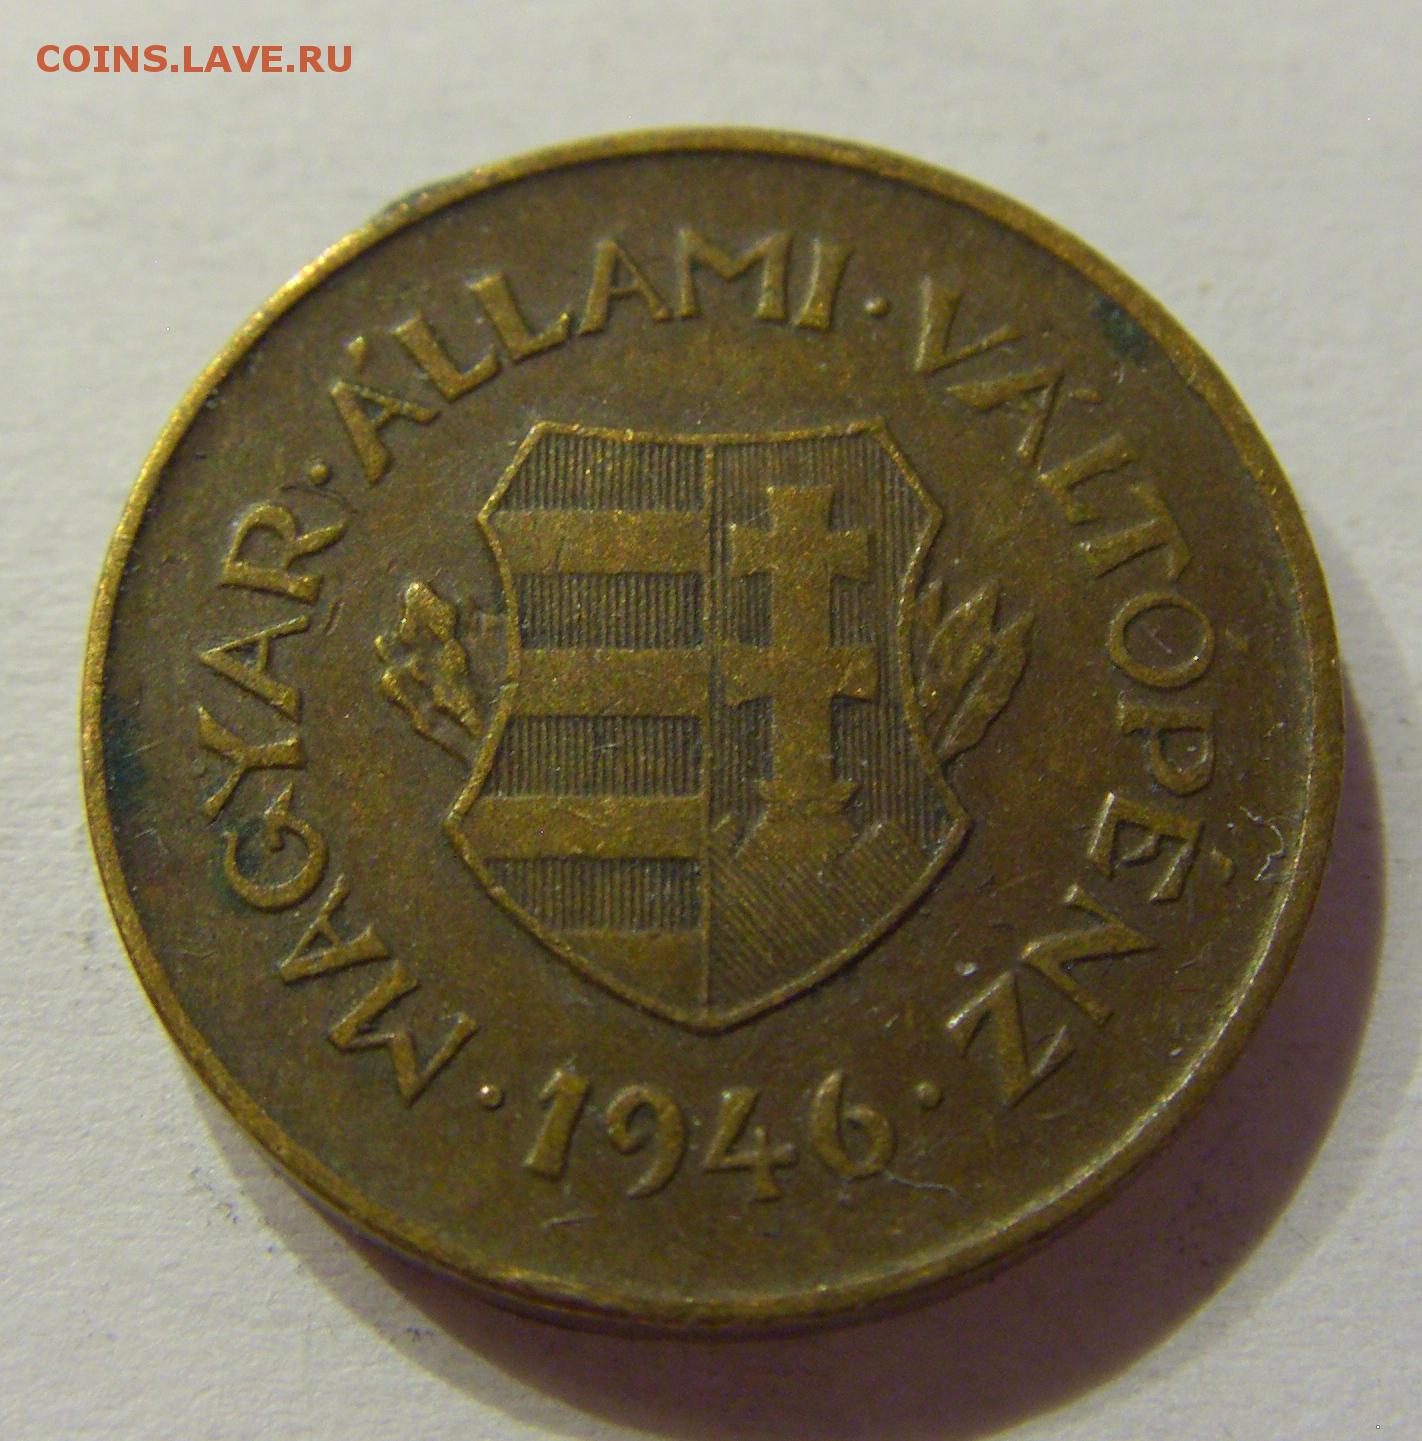 COINS.LAVE.RU
MAGYAR · ÁLLAMI · VÁLTÓPÉNZ
· 1946 ·